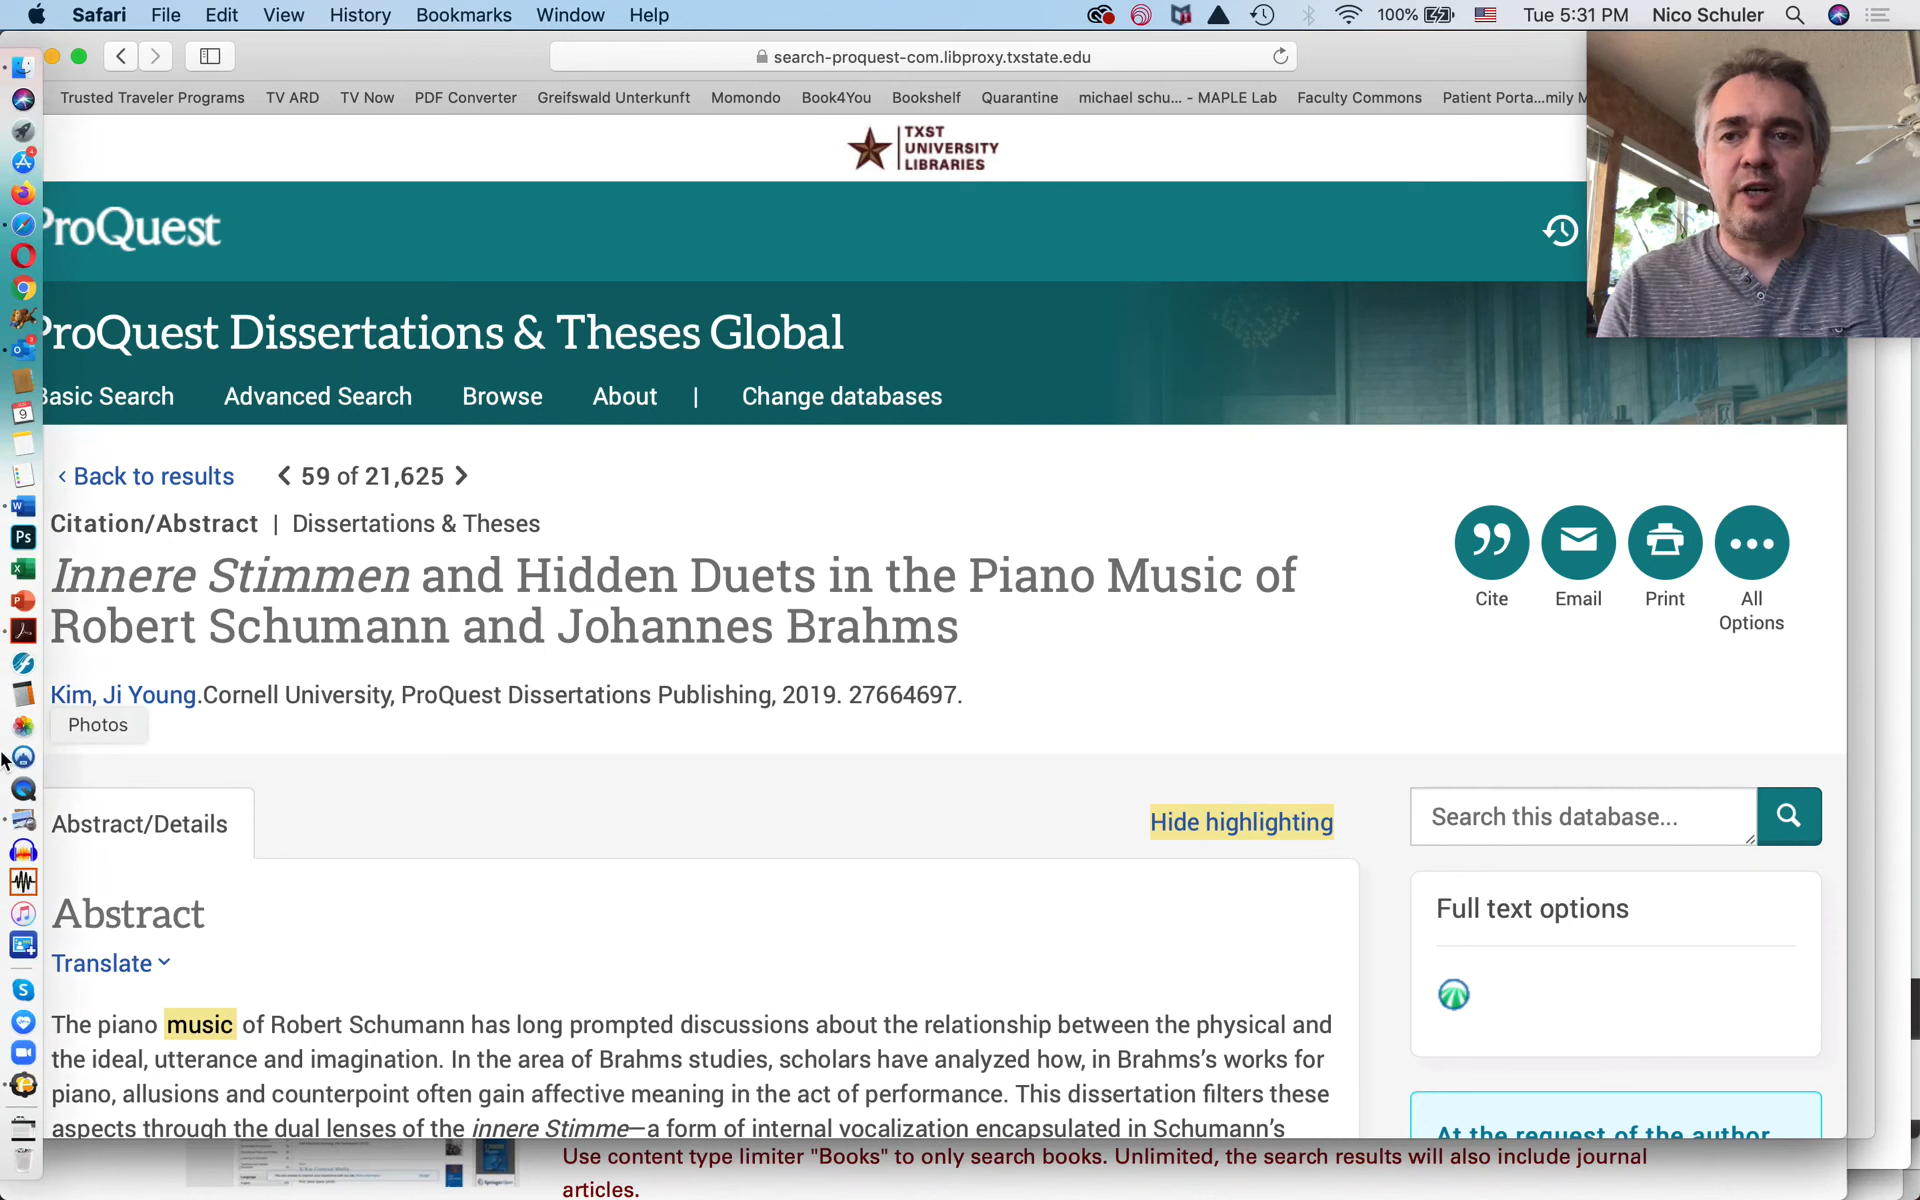 Safari File Edit View History Bookmarks Window Help 100% Tue 5:31 PM Nico Schuler
search-proquest-com.libproxy.txstate.edu
Trusted Traveler Programs TV ARD TV Now PDF Converter Greifswald Unterkunft Momondo Book4You Bookshelf Quarantine michael schu... - MAPLE Lab Faculty Commons Patient Porta...mily M
TXST
UNIVERSITY
LIBRARIES
ProQuest
ProQuest Dissertations & Theses Global
Basic Search Advanced Search Browse About | Change databases
‹ Back to results 59 of 21,625
Citation/Abstract | Dissertations & Theses
Innere Stimmen and Hidden Duets in the Piano Music of
Robert Schumann and Johannes Brahms
Cite Email Print All
Options
Kim, Ji Young.Cornell University, ProQuest Dissertations Publishing, 2019. 27664697.
Photos
Abstract/Details
Hide highlighting
Search this database...
Abstract
Full text options
Translate
The piano music of Robert Schumann has long prompted discussions about the relationship between the physical and
the ideal, utterance and imagination. In the area of Brahms studies, scholars have analyzed how, in Brahms's works for
piano, allusions and counterpoint often gain affective meaning in the act of performance. This dissertation filters these
aspects through the dual lenses of the innere Stimme—a form of internal vocalization encapsulated in Schumann's
At the request of the author
Use content type limiter "Books" to only search books. Unlimited, the search results will also include journal
articles.